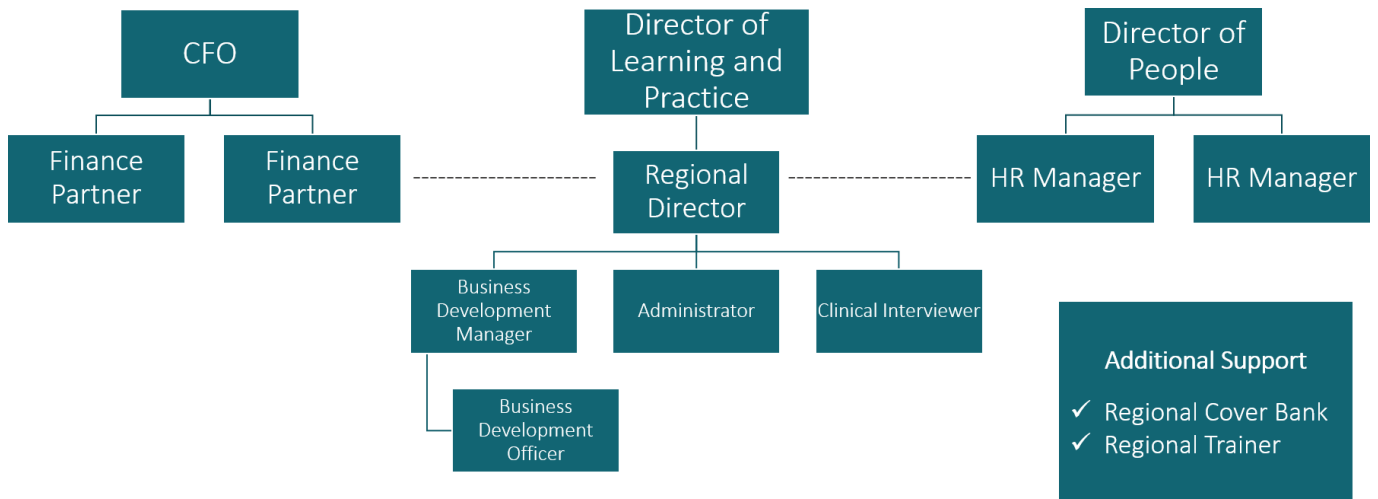 CFO
Director of
Learning and
Practice
Director of
People
Finance
Partner
Finance
Partner
Regional
Director
HR Manager
HR Manager
Business
Development
Manager
Administrator
Clinical Interviewer
Business
Development
Officer
Additional Support
✓ Regional Cover Bank
✓ Regional Trainer